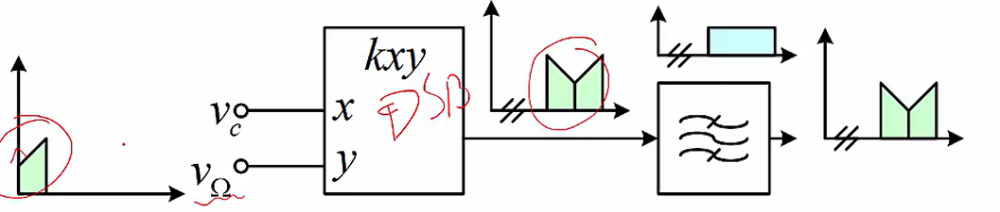 kxy
v_c x
DSB
v_Ω y